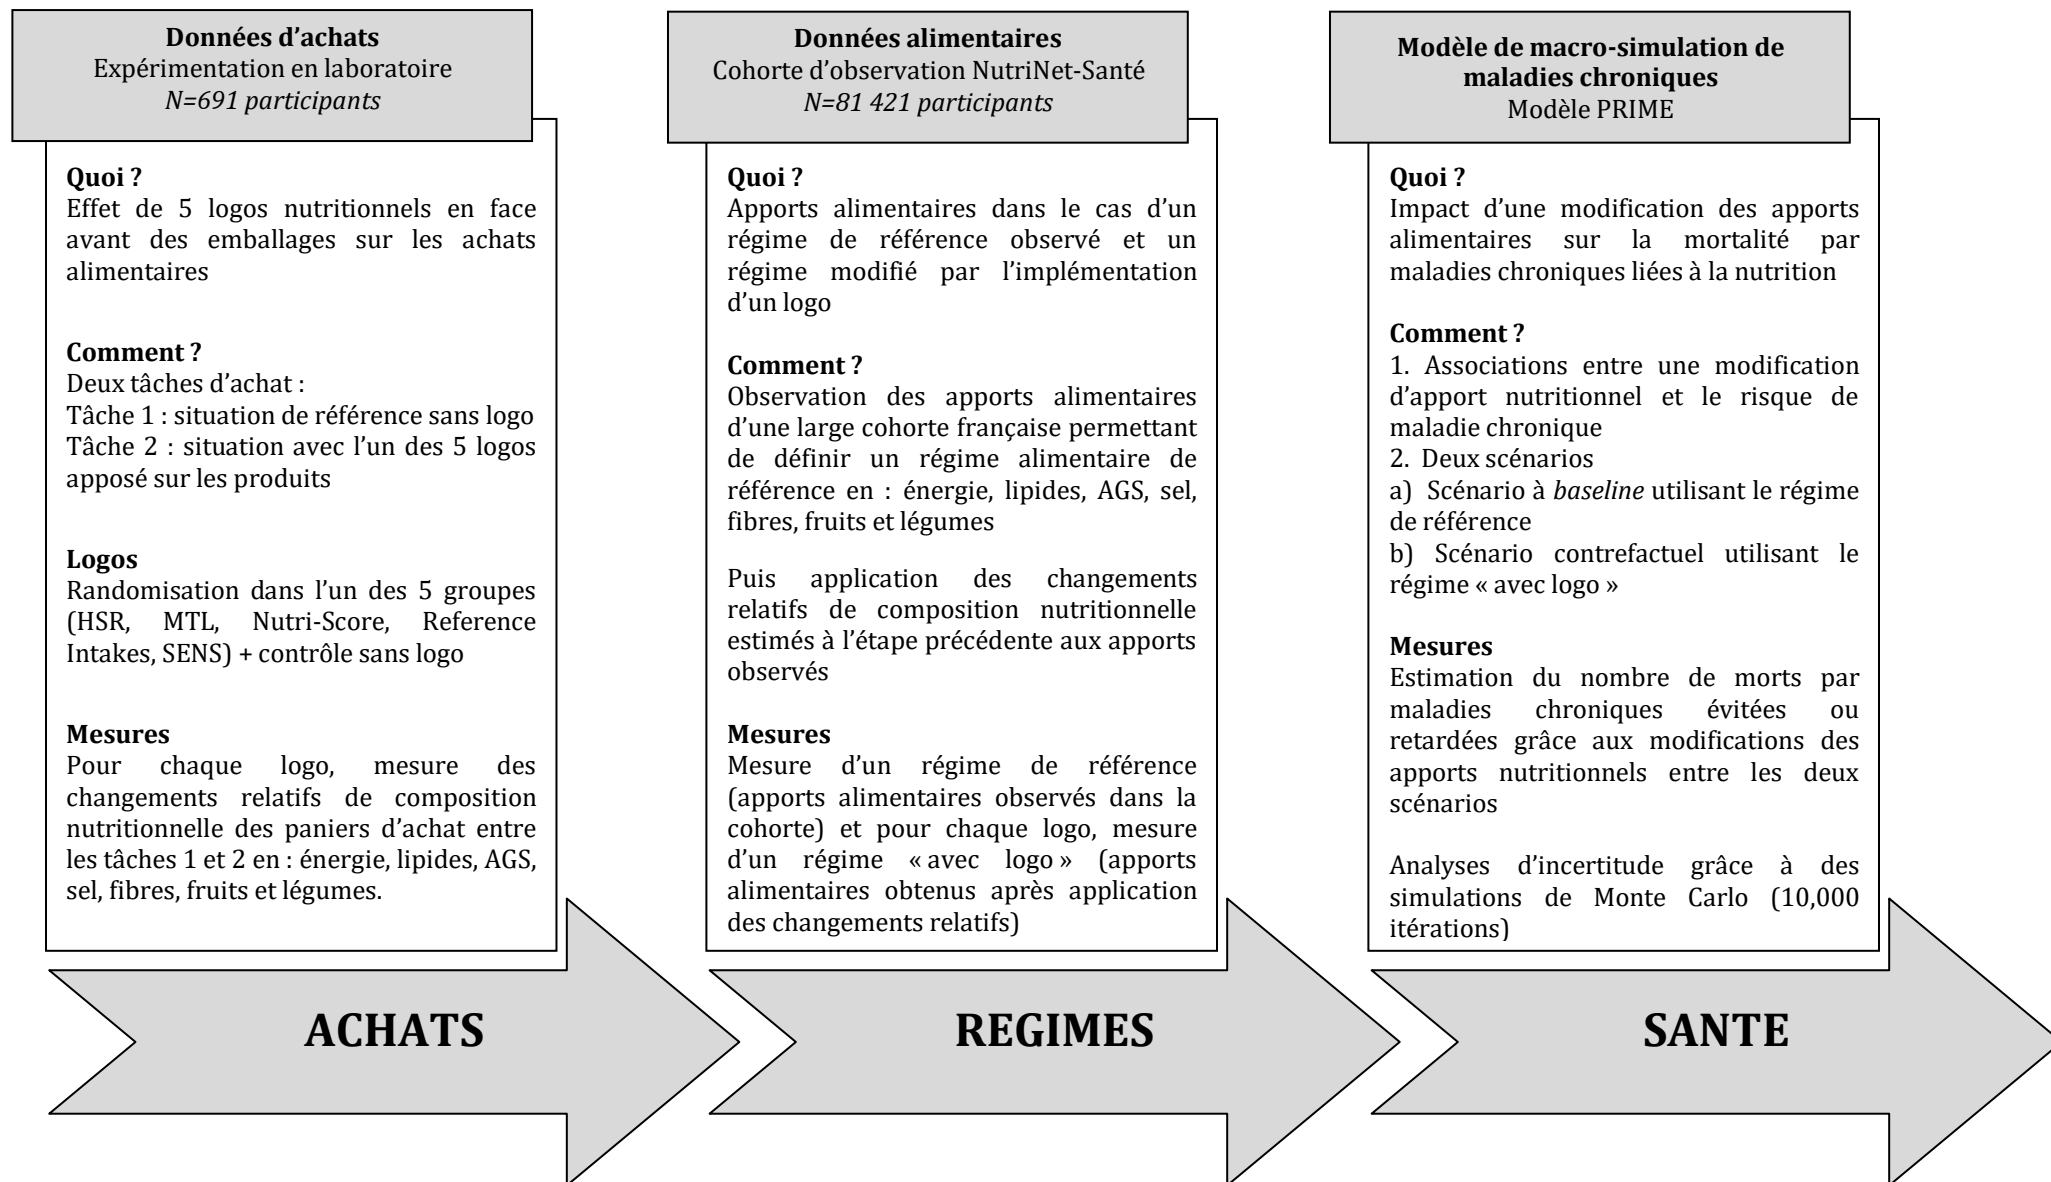 Données d'achats
Expérimentation en laboratoire
N=691 participants
Quoi ?
Effet de 5 logos nutritionnels en face
avant des emballages sur les achats
alimentaires
Comment ?
Deux tâches d'achat :
Tâche 1 : situation de référence sans logo
Tâche 2 : situation avec l'un des 5 logos
apposé sur les produits
Logos
Randomisation dans l'un des 5 groupes
(HSR, MTL, Nutri-Score, Reference
Intakes, SENS) + contrôle sans logo
Mesures
Pour chaque logo, mesure des
changements relatifs de composition
nutritionnelle des paniers d'achat entre
les tâches 1 et 2 en : énergie, lipides, AGS,
sel, fibres, fruits et légumes.
ACHATS
Données alimentaires
Cohorte d'observation NutriNet-Santé
N=81 421 participants
Quoi ?
Apports alimentaires dans le cas d'un
régime de référence observé et un
régime modifié par l'implémentation
d'un logo
Comment ?
Observation des apports alimentaires
d'une large cohorte française permettant
de définir un régime alimentaire de
référence en : énergie, lipides, AGS, sel,
fibres, fruits et légumes
Puis application des changements
relatifs de composition nutritionnelle
estimés à l'étape précédente aux apports
observés
Mesures
Mesure d'un régime de référence
(apports alimentaires observés dans la
cohorte) et pour chaque logo, mesure
d'un régime « avec logo » (apports
alimentaires obtenus après application
des changements relatifs)
REGIMES
Modèle de macro-simulation de
maladies chroniques
Modèle PRIME
Quoi ?
Impact d'une modification des apports
alimentaires sur la mortalité par
maladies chroniques liées à la nutrition
Comment ?
1. Associations entre une modification
d'apport nutritionnel et le risque de
maladie chronique
2. Deux scénarios
a) Scénario à baseline utilisant le régime
de référence
b) Scénario contrefactuel utilisant le
régime « avec logo »
Mesures
Estimation du nombre de morts par
maladies chroniques évitées ou
retardées grâce aux modifications des
apports nutritionnels entre les deux
scénarios
Analyses d'incertitude grâce à des
simulations de Monte Carlo (10,000
itérations)
SANTE